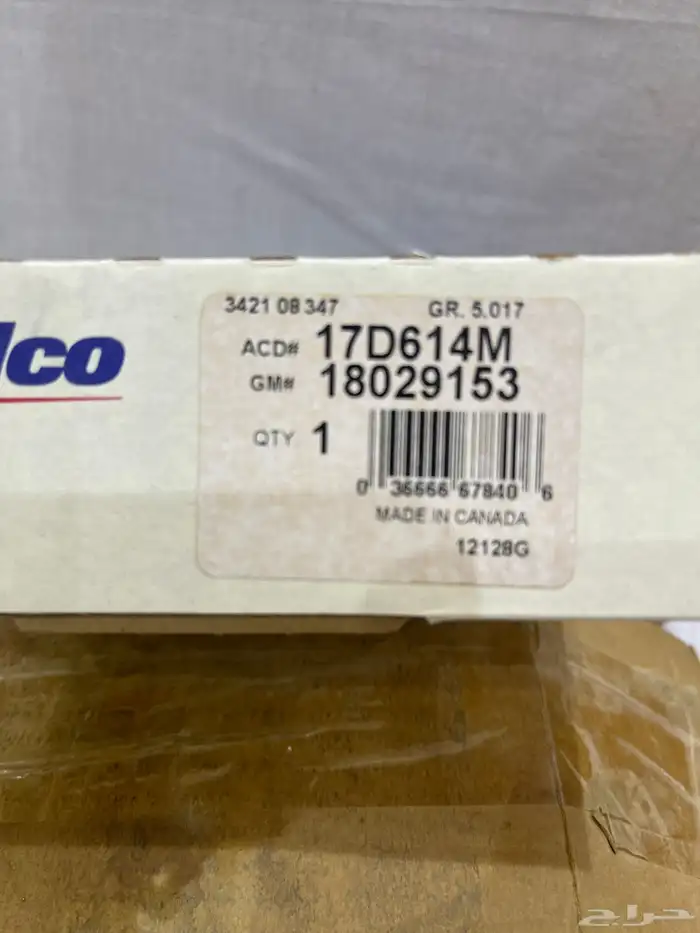 lco
3421 08 347 GR. 5.017
ACD# 17D614M
GM# 18029153
QTY 1
0 36666 67840 6
MADE IN CANADA
12128G
حراج